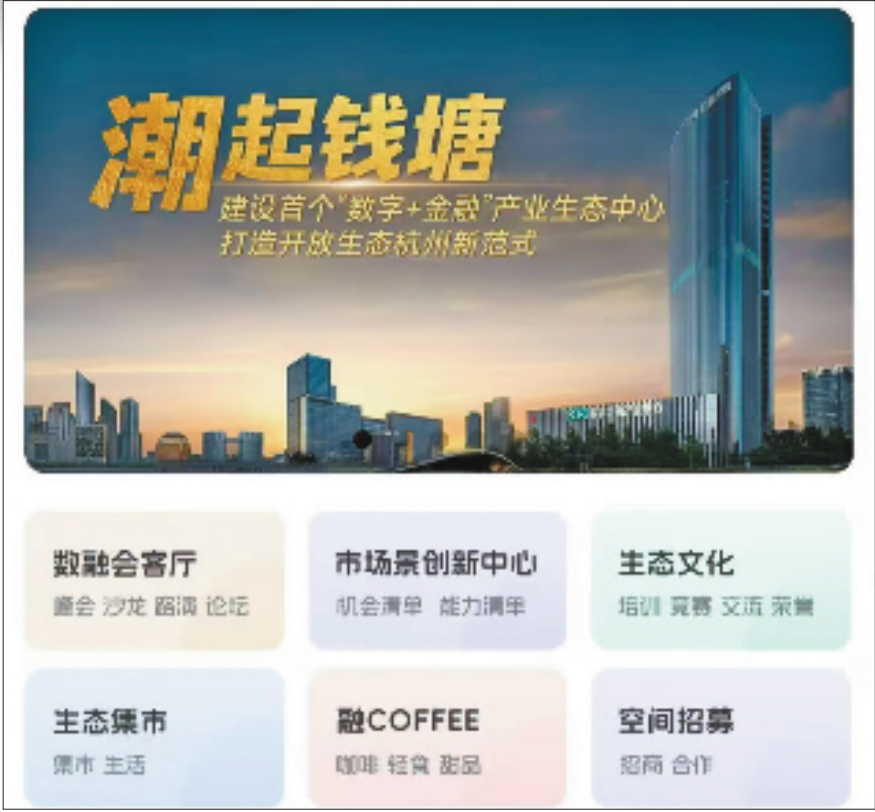 潮起钱塘
建设首个"数字+金融"产业生态中心
打造开放生态杭州新范式
数融会客厅
市场景创新中心
生态文化
峰会 沙龙 路演 论坛
机会清单 能力清单
培训 竞赛 交流 荣誉
生态集市
融COFFEE
空间招募
集市 生活
咖啡 轻食 甜品
招商 合作